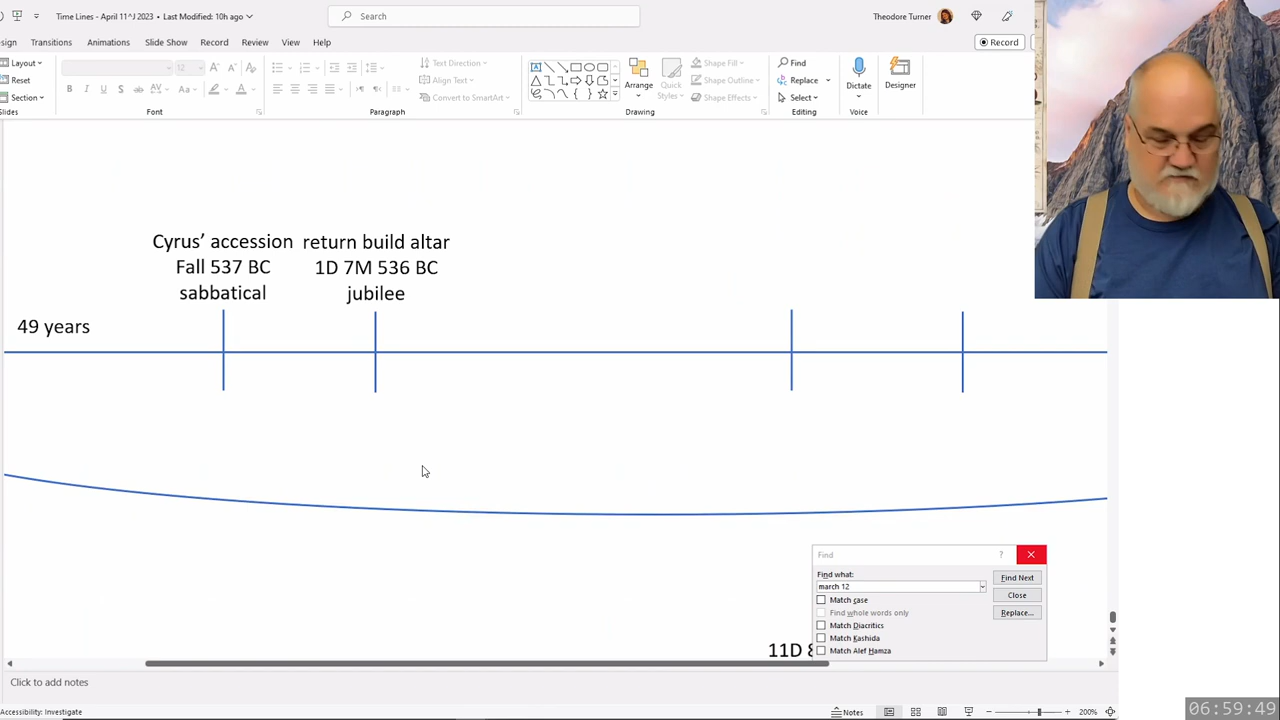 Time Lines - April 11^J 2023 • Last Modified: 10h ago
Search
Theodore Turner
sign
Transitions
Animations
Slide Show
Record
Review
View
Help
Record
Layout
Reset
Section
Slides
12
Font
Text Direction
Align Text
Convert to SmartArt
Paragraph
Arrange
Quick
Styles
Shape Fill
Shape Outline
Shape Effects
Drawing
Find
Replace
Select
Editing
Dictate
Voice
Designer
Cyrus’ accession
Fall 537 BC
sabbatical
return build altar
1D 7M 536 BC
jubilee
49 years
11D 8
Find
?
Find what:
march 12
Match case
Find whole words only
Match Diacritics
Match Kashida
Match Alef Hamza
Find Next
Close
Replace...
Click to add notes
Accessibility: Investigate
Notes
200%
06:59:49